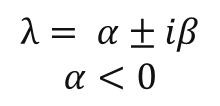 λ = α ± iβ
α < 0